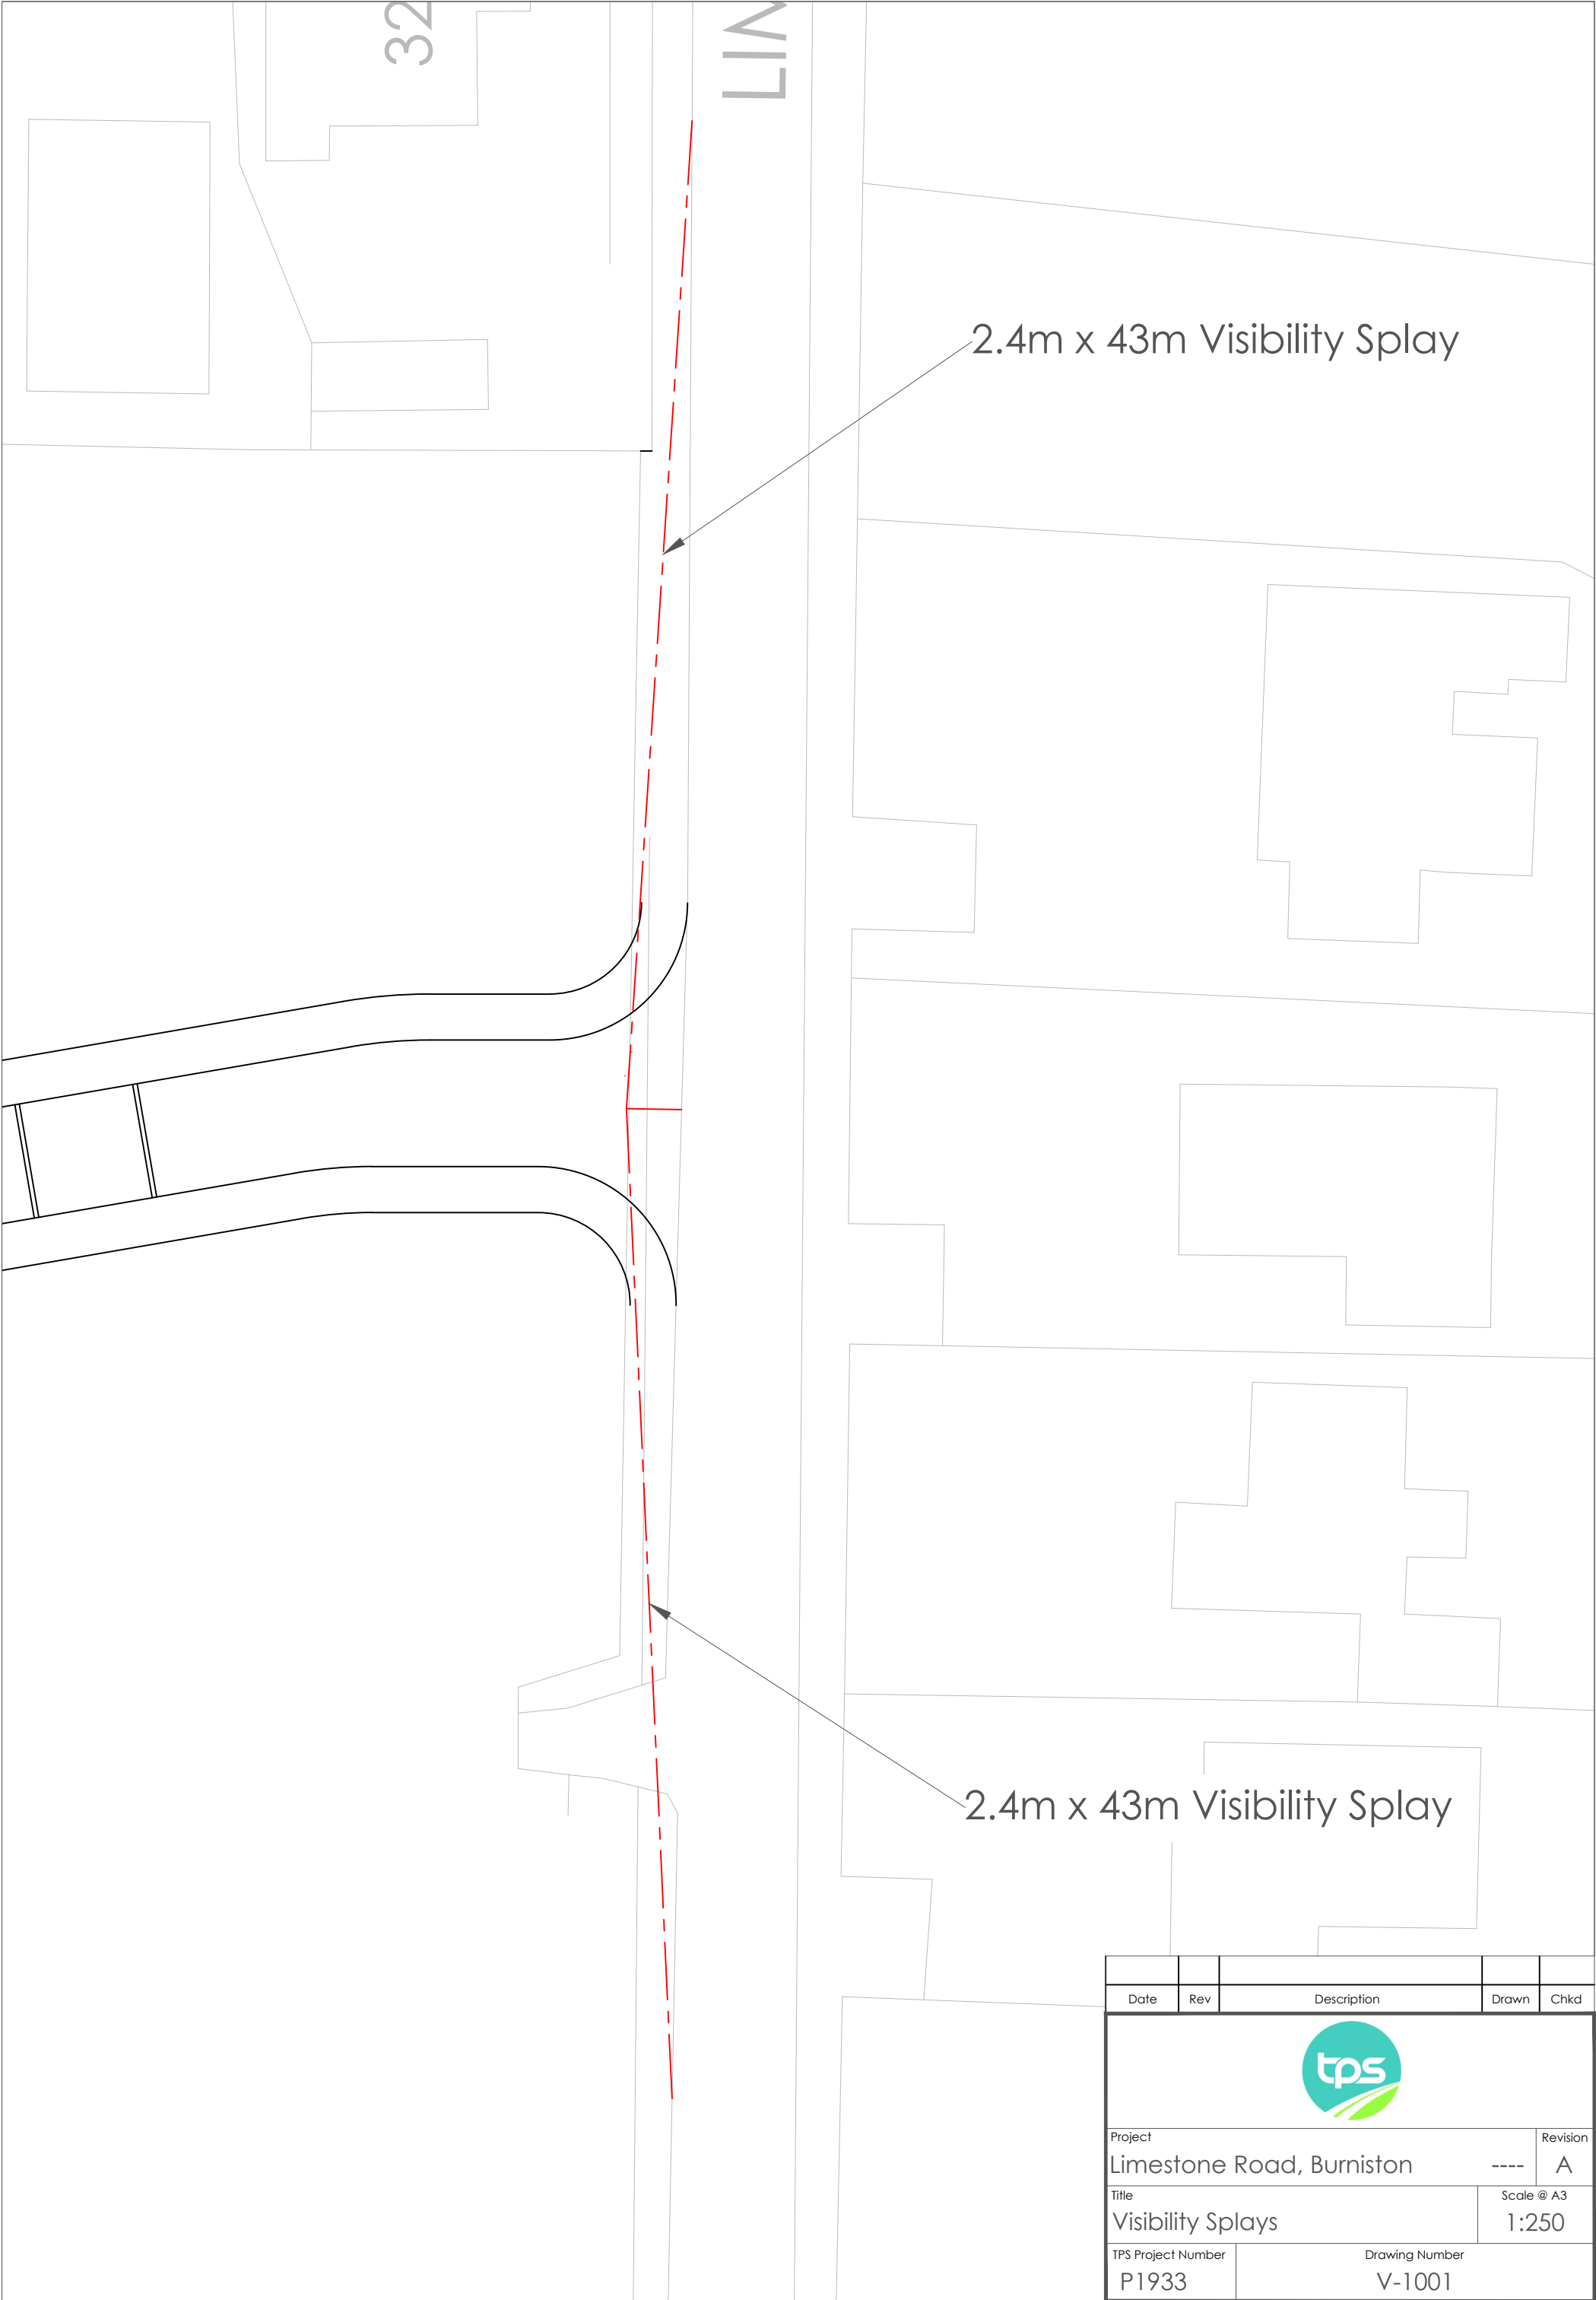 32
2.4m x 43m Visibility Splay
2.4m x 43m Visibility Splay
Date Rev Description Drawn Chkd
tps
Project Revision
Limestone Road, Burniston ---- A
Title Scale @ A3
Visibility Splays 1:250
TPS Project Number Drawing Number
P1933 V-1001